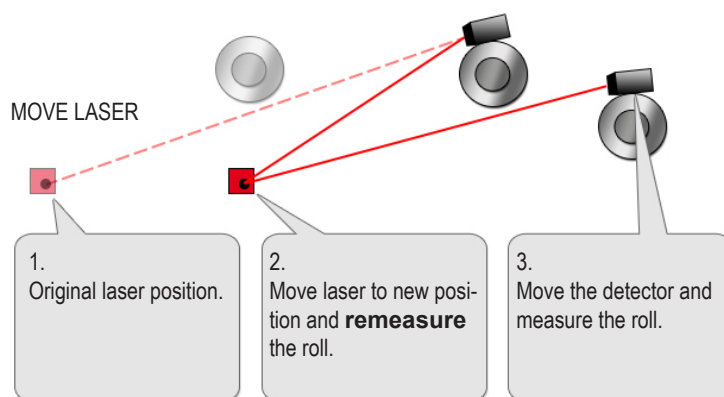 MOVE LASER
1.
Original laser position.
2.
Move laser to new posi-
tion and remeasure
the roll.
3.
Move the detector and
measure the roll.